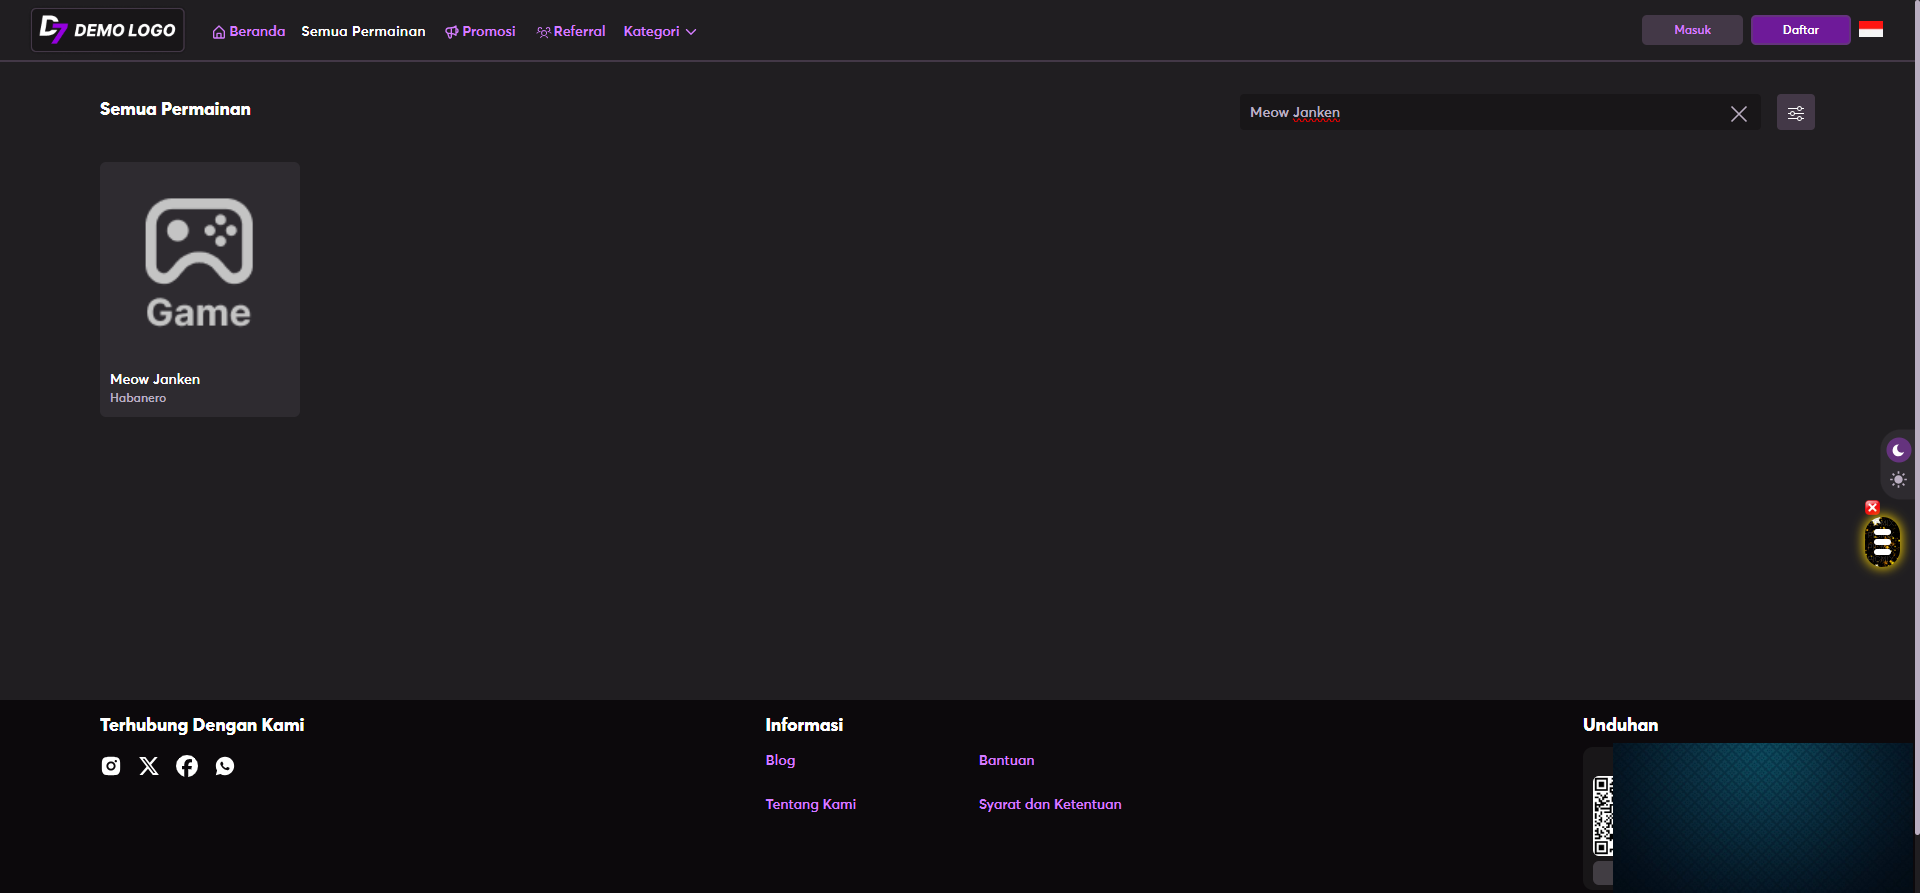 D7 DEMO LOGO
Beranda
Semua Permainan
Promosi
Referral
Kategori
Masuk
Daftar
Semua Permainan
Meow Janken
Game
Meow Janken
Habanero
Terhubung Dengan Kami
Informasi
Blog
Bantuan
Tentang Kami
Syarat dan Ketentuan
Unduhan